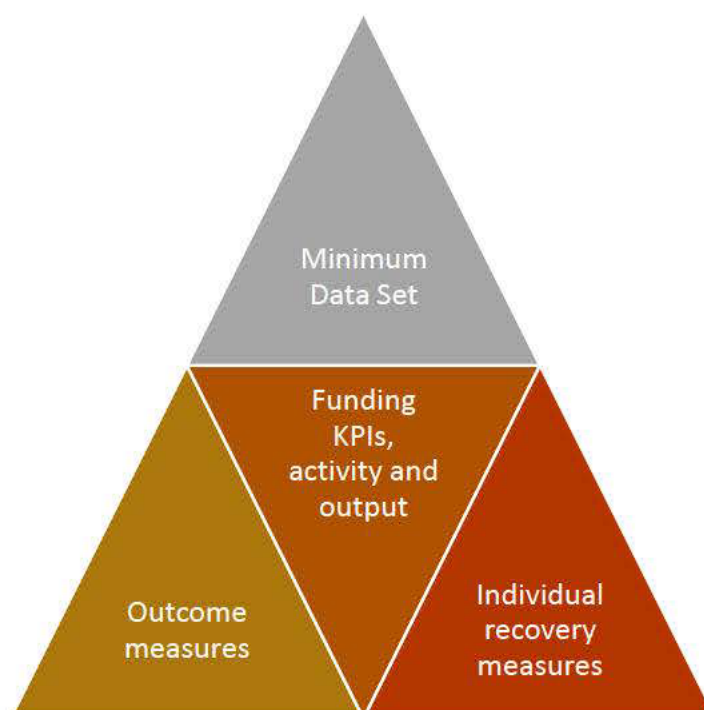 Minimum
Data Set
Funding
KPIs,
activity and
output
Outcome
measures
Individual
recovery
measures